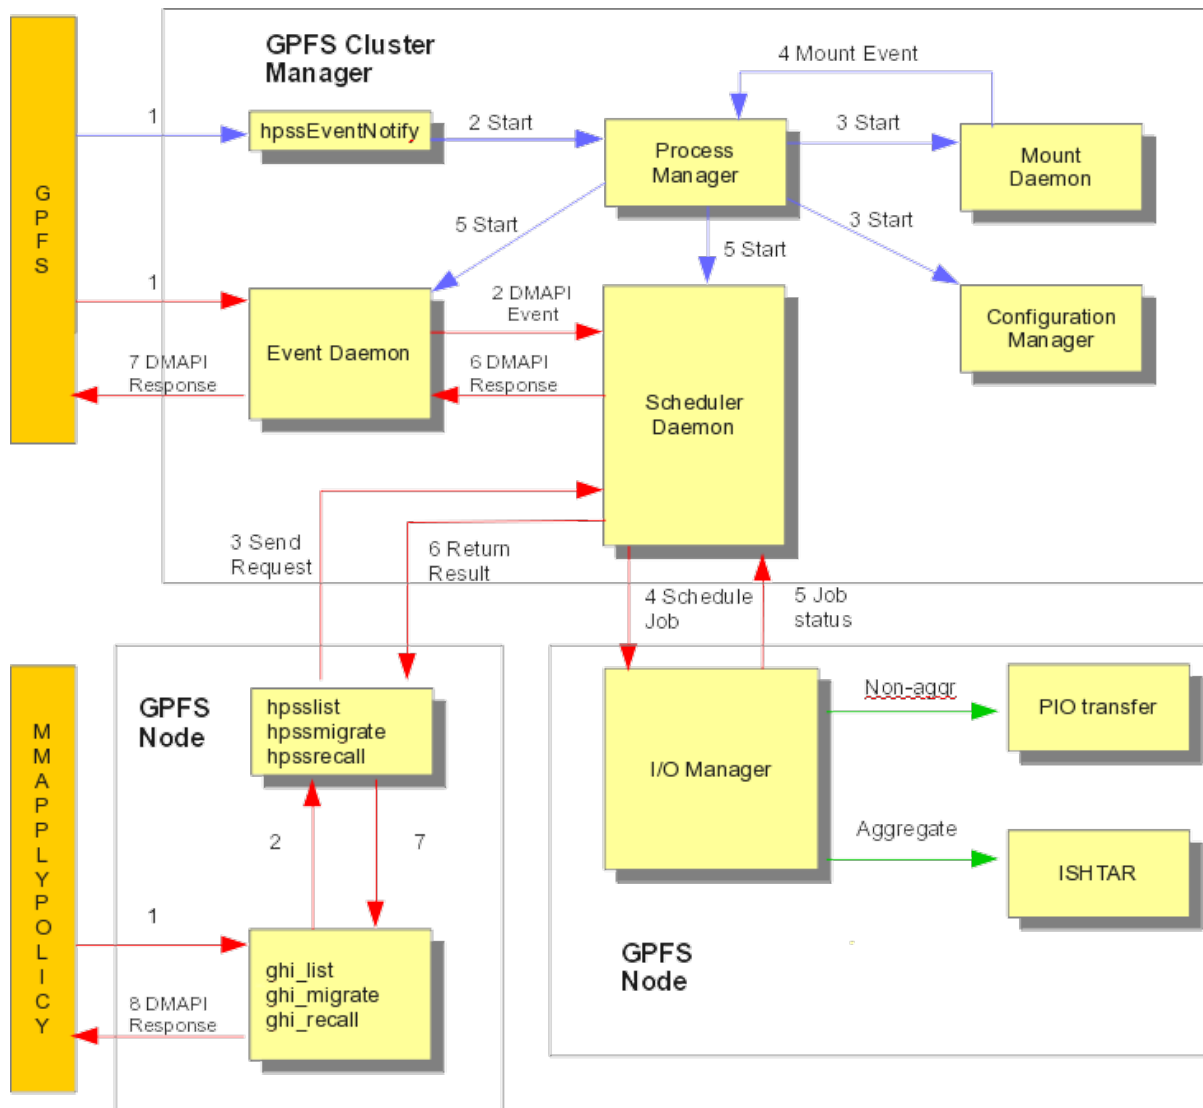 GPFS Cluster
Manager
4 Mount Event
1
hpssEventNotify
2 Start
Process
Manager
3 Start
Mount
Daemon
G
P
F
S
5 Start
5 Start
3 Start
1
Event Daemon
2 DMAPI
Event
Configuration
Manager
7 DMAPI
Response
6 DMAPI
Response
Scheduler
Daemon
3 Send
Request
6 Return
Result
4 Schedule
Job
5 Job
status
M
M
A
P
P
L
Y
P
O
L
I
C
Y
GPFS
Node
hpsslist
hpssmigrate
hpssrecall
2
7
1
ghi_list
ghi_migrate
ghi_recall
8 DMAPI
Response
I/O Manager
Non-aggr
PIO transfer
Aggregate
ISHTAR
GPFS
Node